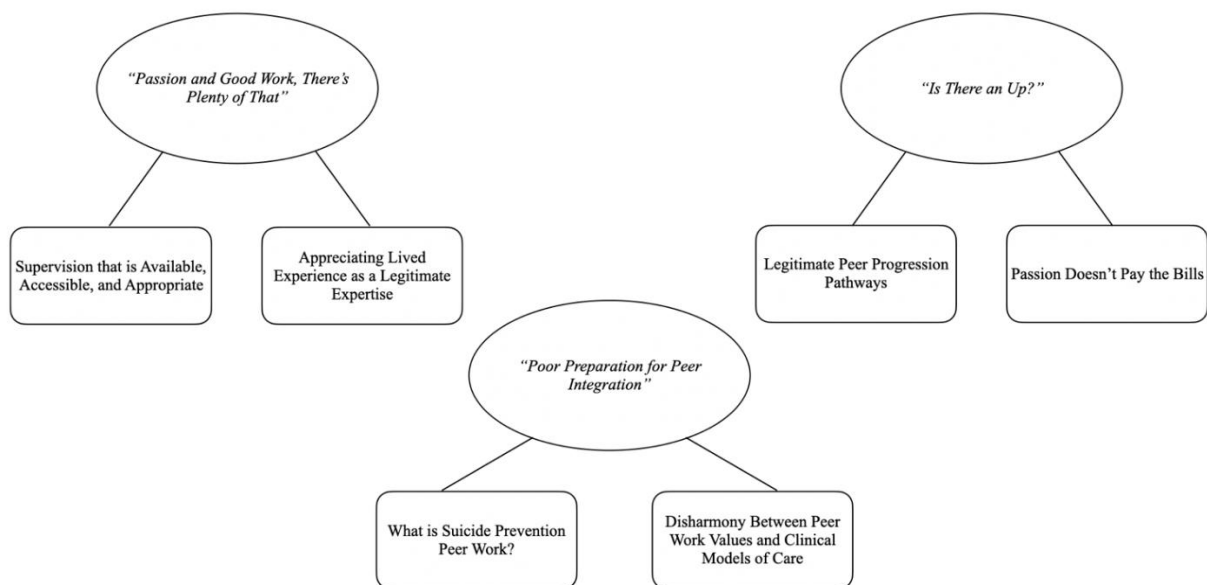 “Passion and Good Work, There’s
Plenty of That”
Supervision that is Available,
Accessible, and Appropriate
Appreciating Lived
Experience as a Legitimate
Expertise
“Is There an Up?”
Legitimate Peer Progression
Pathways
Passion Doesn’t Pay the Bills
“Poor Preparation for Peer
Integration”
What is Suicide Prevention
Peer Work?
Disharmony Between Peer
Work Values and Clinical
Models of Care